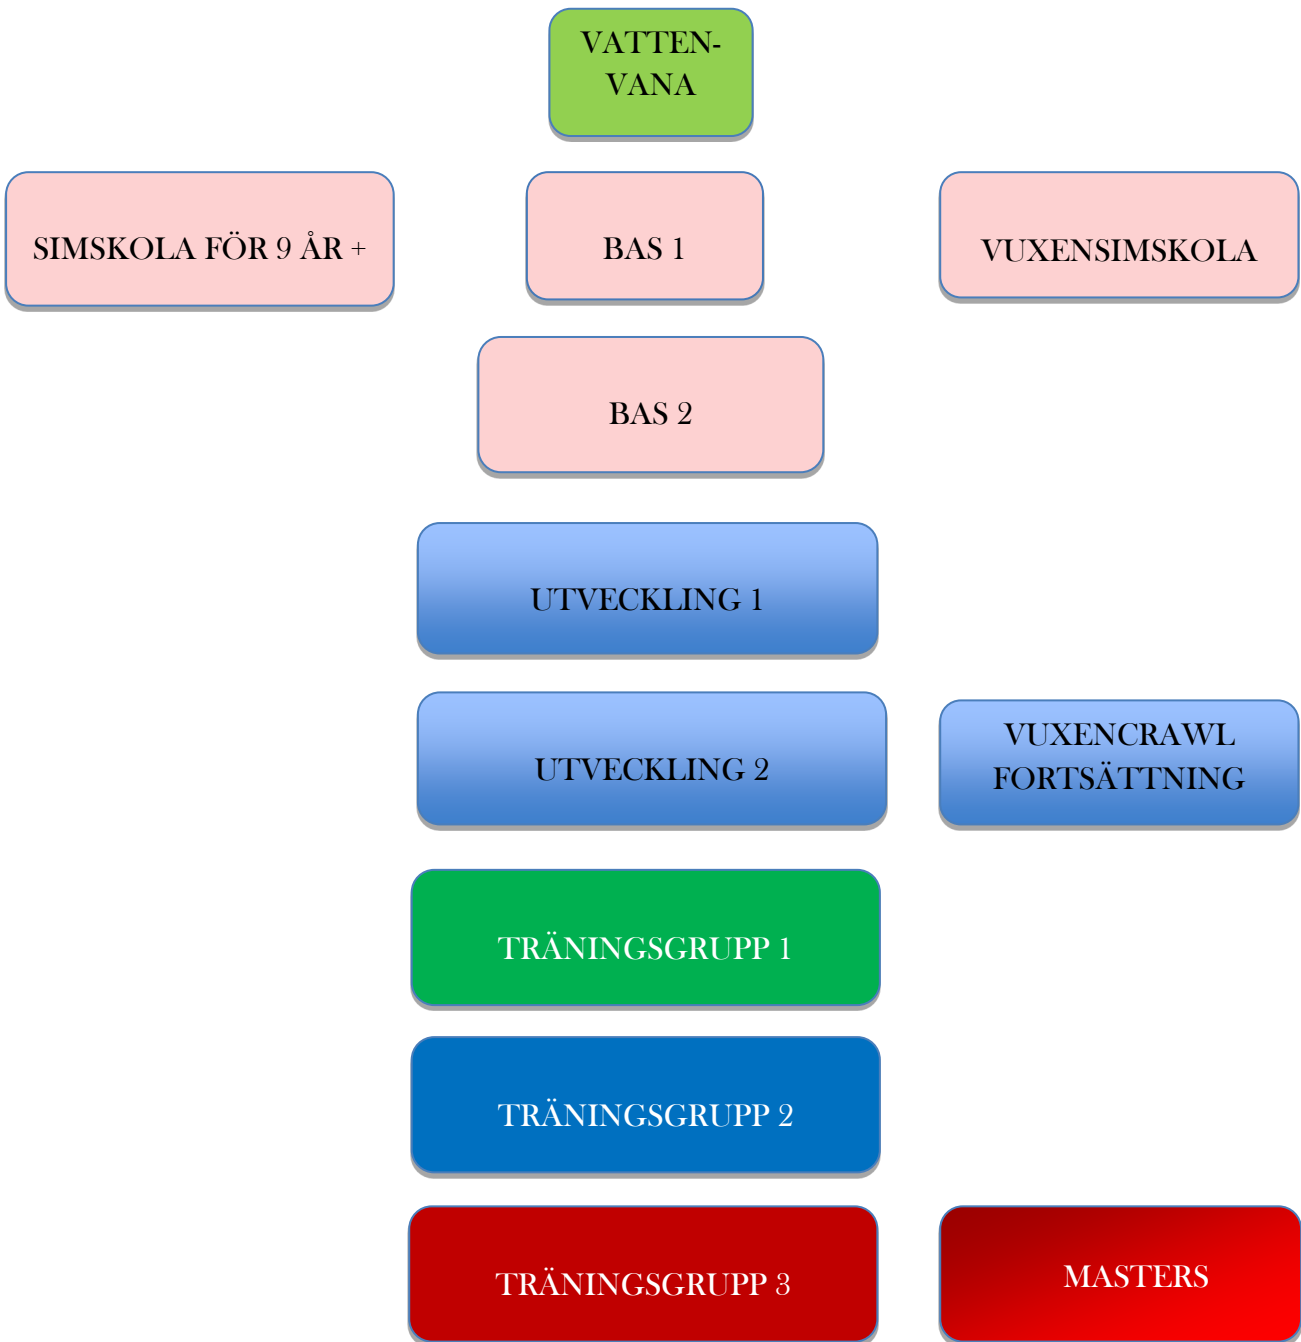 VATTEN-
VANA
SIMSKOLA FÖR 9 ÅR +
BAS 1
VUXENSIMSKOLA
BAS 2
UTVECKLING 1
UTVECKLING 2
VUXENCRAWL
FORTSÄTTNING
TRÄNINGSGRUPP 1
TRÄNINGSGRUPP 2
TRÄNINGSGRUPP 3
MASTERS